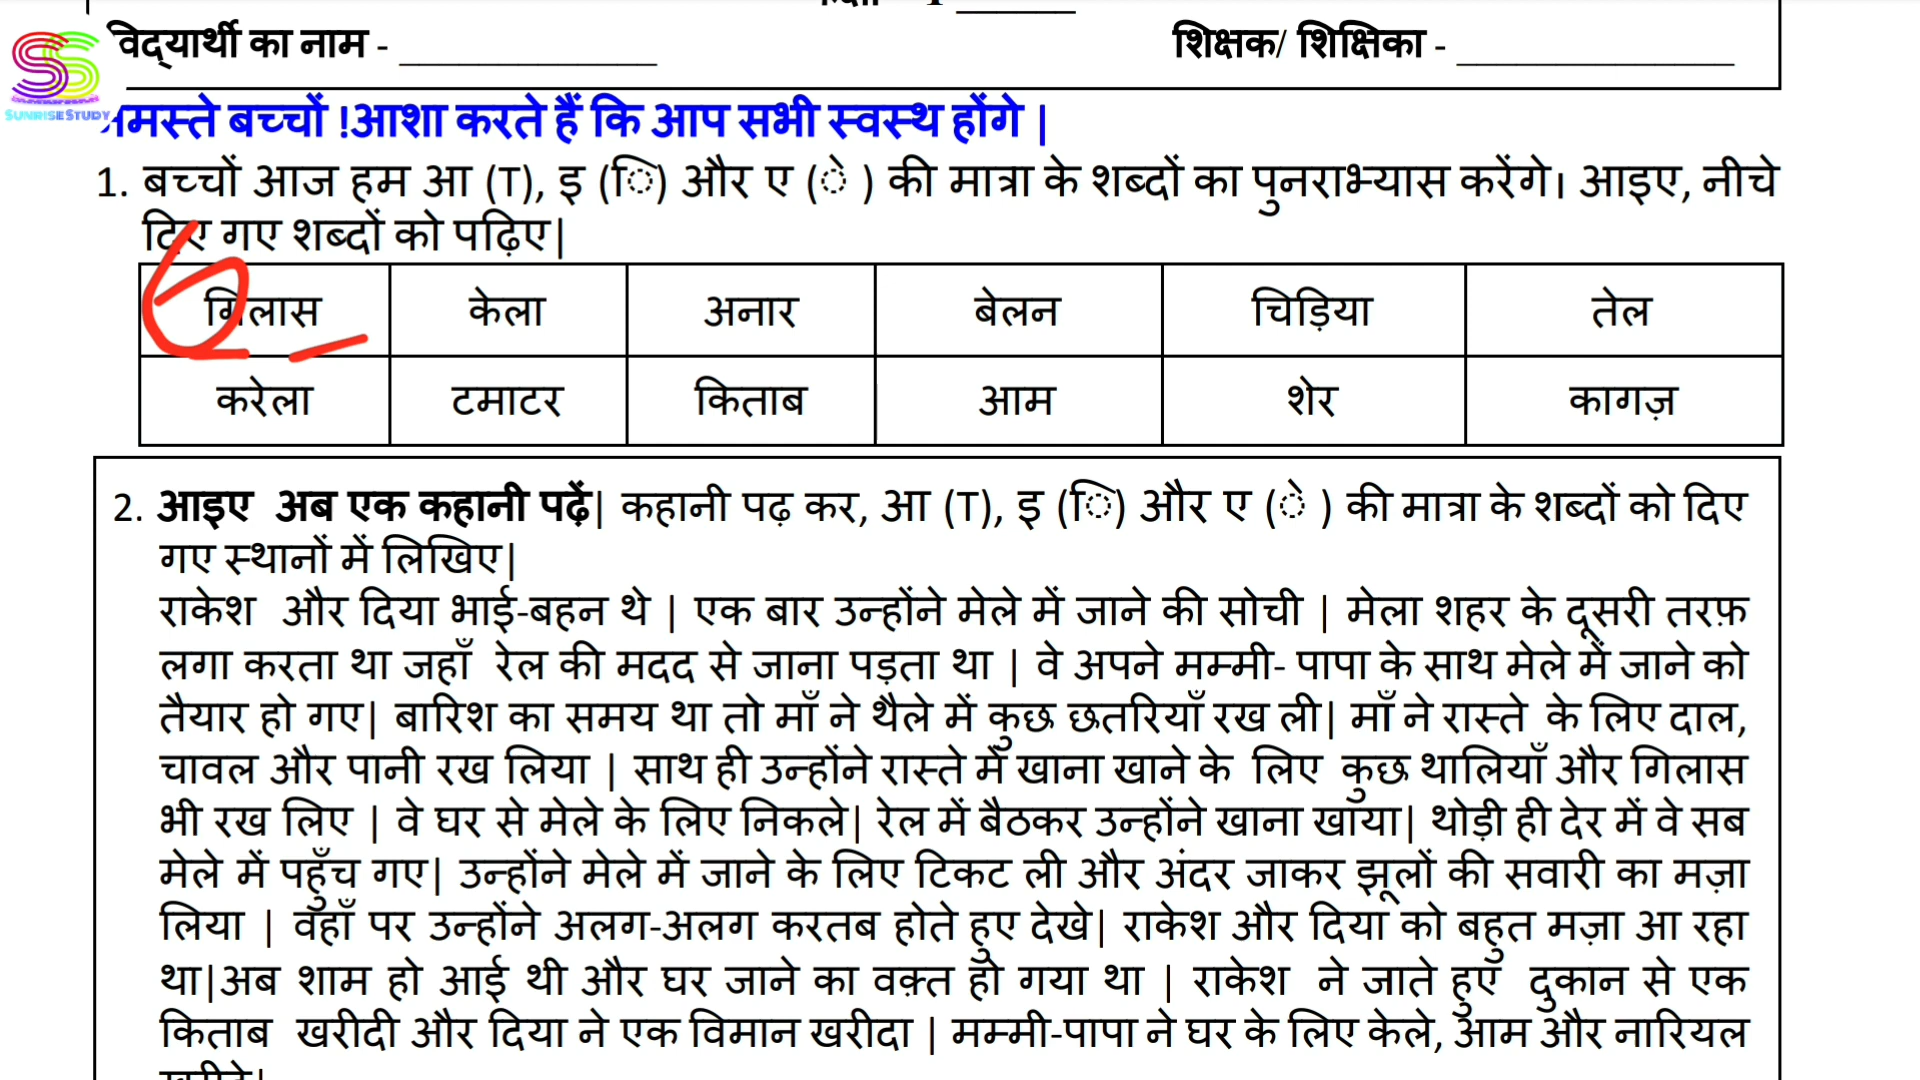 विद्यार्थी का नाम - _____________ शिक्षक/ शिक्षिका - ______________
SUNRISESTUDY
नमस्ते बच्चों !आशा करते हैं कि आप सभी स्वस्थ होंगे |
1. बच्चों आज हम आ (T), इ (ि) और ए (े ) की मात्रा के शब्दों का पुनराभ्यास करेंगे। आइए, नीचे
दिए गए शब्दों को पढ़िए|
गिलास केला अनार बेलन चिड़िया तेल
करेला टमाटर किताब आम शेर कागज़
2. आइए अब एक कहानी पढ़ें| कहानी पढ़ कर, आ (T), इ (ि) और ए (े ) की मात्रा के शब्दों को दिए
गए स्थानों में लिखिए|
राकेश और दिया भाई-बहन थे | एक बार उन्होंने मेले में जाने की सोची | मेला शहर के दूसरी तरफ़
लगा करता था जहाँ रेल की मदद से जाना पड़ता था | वे अपने मम्मी- पापा के साथ मेले में जाने को
तैयार हो गए| बारिश का समय था तो माँ ने थैले में कुछ छतरियाँ रख ली| माँ ने रास्ते के लिए दाल,
चावल और पानी रख लिया | साथ ही उन्होंने रास्ते में खाना खाने के लिए कुछ थालियाँ और गिलास
भी रख लिए | वे घर से मेले के लिए निकले| रेल में बैठकर उन्होंने खाना खाया| थोड़ी ही देर में वे सब
मेले में पहुँच गए| उन्होंने मेले में जाने के लिए टिकट ली और अंदर जाकर झूलों की सवारी का मज़ा
लिया | वहाँ पर उन्होंने अलग-अलग करतब होते हुए देखे| राकेश और दिया को बहुत मज़ा आ रहा
था|अब शाम हो आई थी और घर जाने का वक़्त हो गया था | राकेश ने जाते हुए दुकान से एक
किताब खरीदी और दिया ने एक विमान खरीदा | मम्मी-पापा ने घर के लिए केले, आम और नारियल